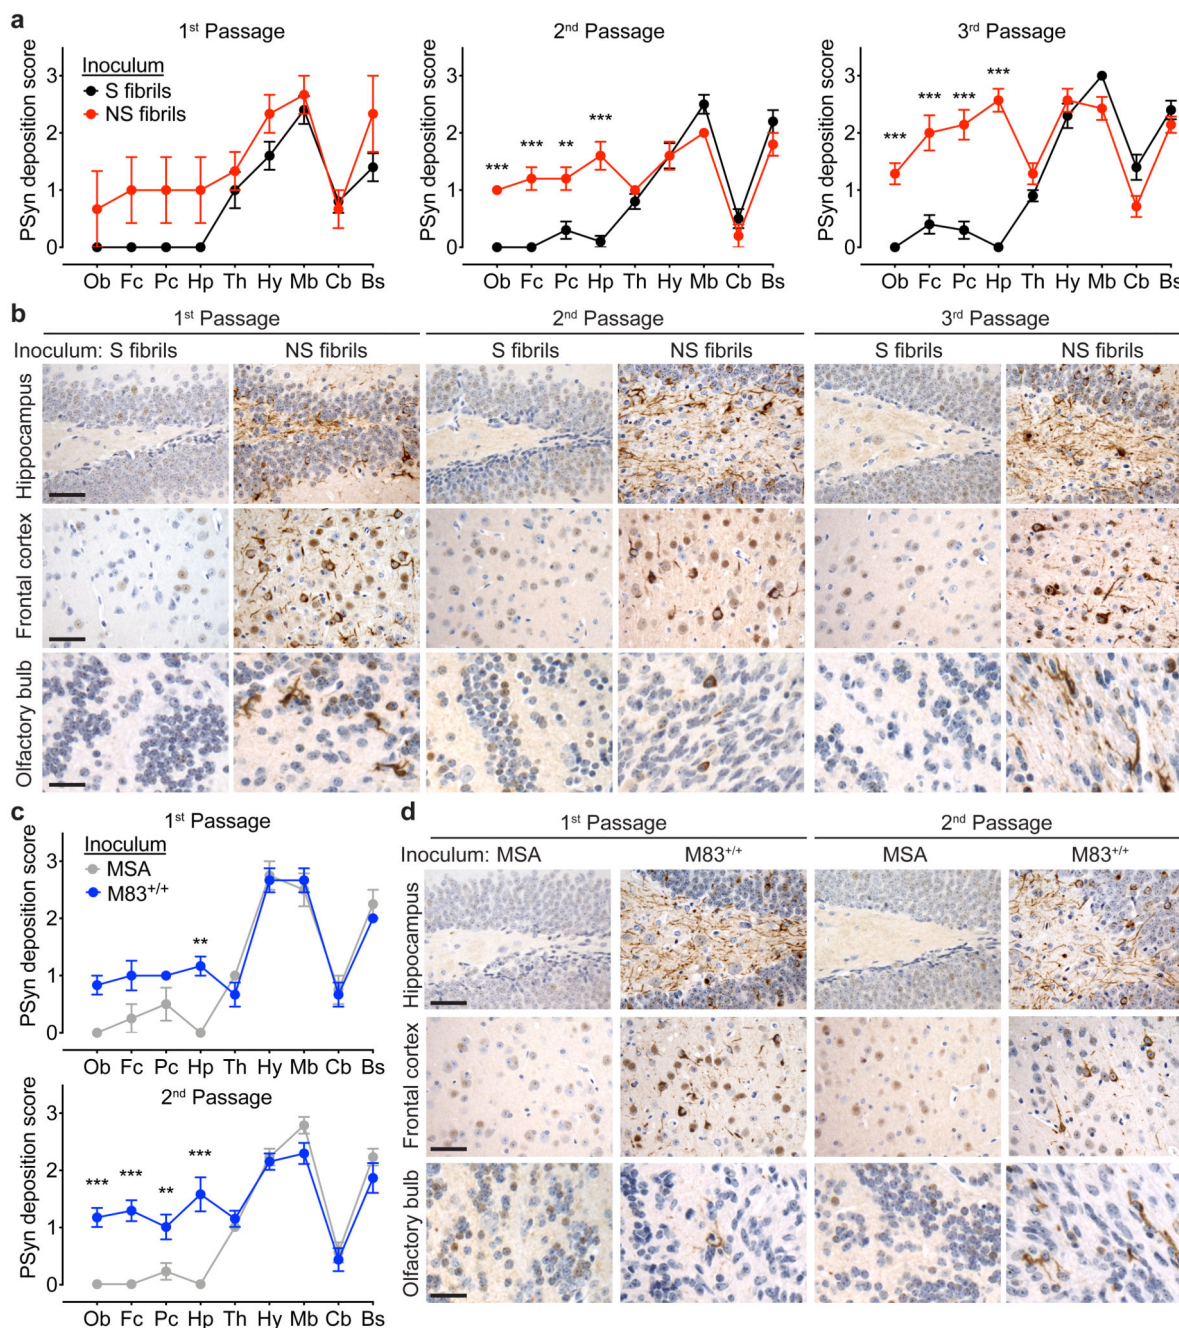 a
1st Passage
2nd Passage
3rd Passage
Inoculum
S fibrils
NS fibrils
PSyn deposition score
3
2
1
0
Ob Fc Pc Hp Th Hy Mb Cb Bs
PSyn deposition score
3
2
1
0
*** *** ** ***
Ob Fc Pc Hp Th Hy Mb Cb Bs
PSyn deposition score
3
2
1
0
*** *** *** ***
Ob Fc Pc Hp Th Hy Mb Cb Bs
b
1st Passage
2nd Passage
3rd Passage
Inoculum: S fibrils NS fibrils S fibrils NS fibrils S fibrils NS fibrils
Hippocampus
Frontal cortex
Olfactory bulb
c
1st Passage
Inoculum
MSA
M83+/+
PSyn deposition score
3
2
1
0
**
Ob Fc Pc Hp Th Hy Mb Cb Bs
2nd Passage
PSyn deposition score
3
2
1
0
*** *** ** ***
Ob Fc Pc Hp Th Hy Mb Cb Bs
d
1st Passage
2nd Passage
Inoculum: MSA M83+/+ MSA M83+/+
Hippocampus
Frontal cortex
Olfactory bulb